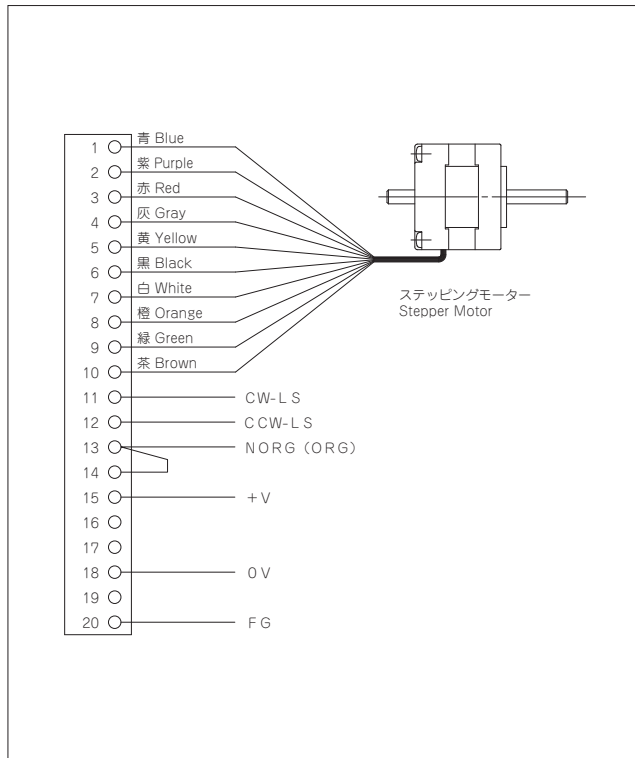 1 青 Blue
2 紫 Purple
3 赤 Red
4 灰 Gray
5 黄 Yellow
6 黒 Black
7 白 White
8 橙 Orange
9 緑 Green
10 茶 Brown
11 CW-LS
12 CCW-LS
13 NORG (ORG)
14
15 +V
16
17
18 0V
19
20 FG
ステッピングモーター
Stepper Motor